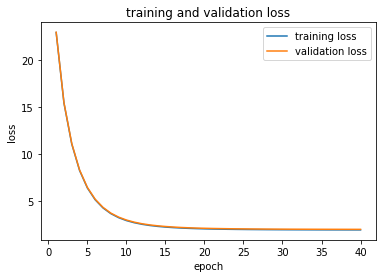 training and validation loss
training loss
validation loss
20
15
10
5
loss
0 5 10 15 20 25 30 35 40
epoch